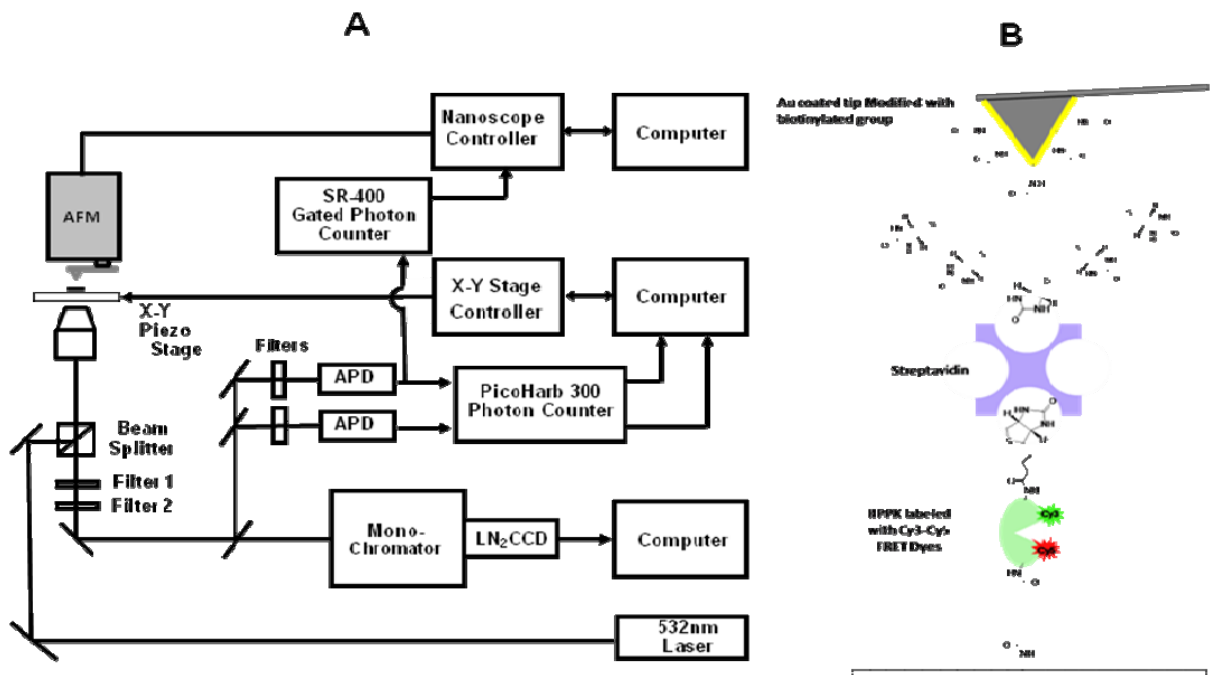 A
B
Nanoscope
Controller
Computer
SR-400
Gated Photon
Counter
AFM
X-Y
Piezo
Stage
X-Y Stage
Controller
Computer
Filters
APD
APD
PicoHarb 300
Photon Counter
Beam
Splitter
Filter 1
Filter 2
Mono-
Chromator
LN₂CCD
Computer
532nm
Laser
Au coated tip Modified with
biotinylated group
Streptavidin
HPPK labeled
with Cy3-Cy5
FRET Dyes
Cy3
Cy5